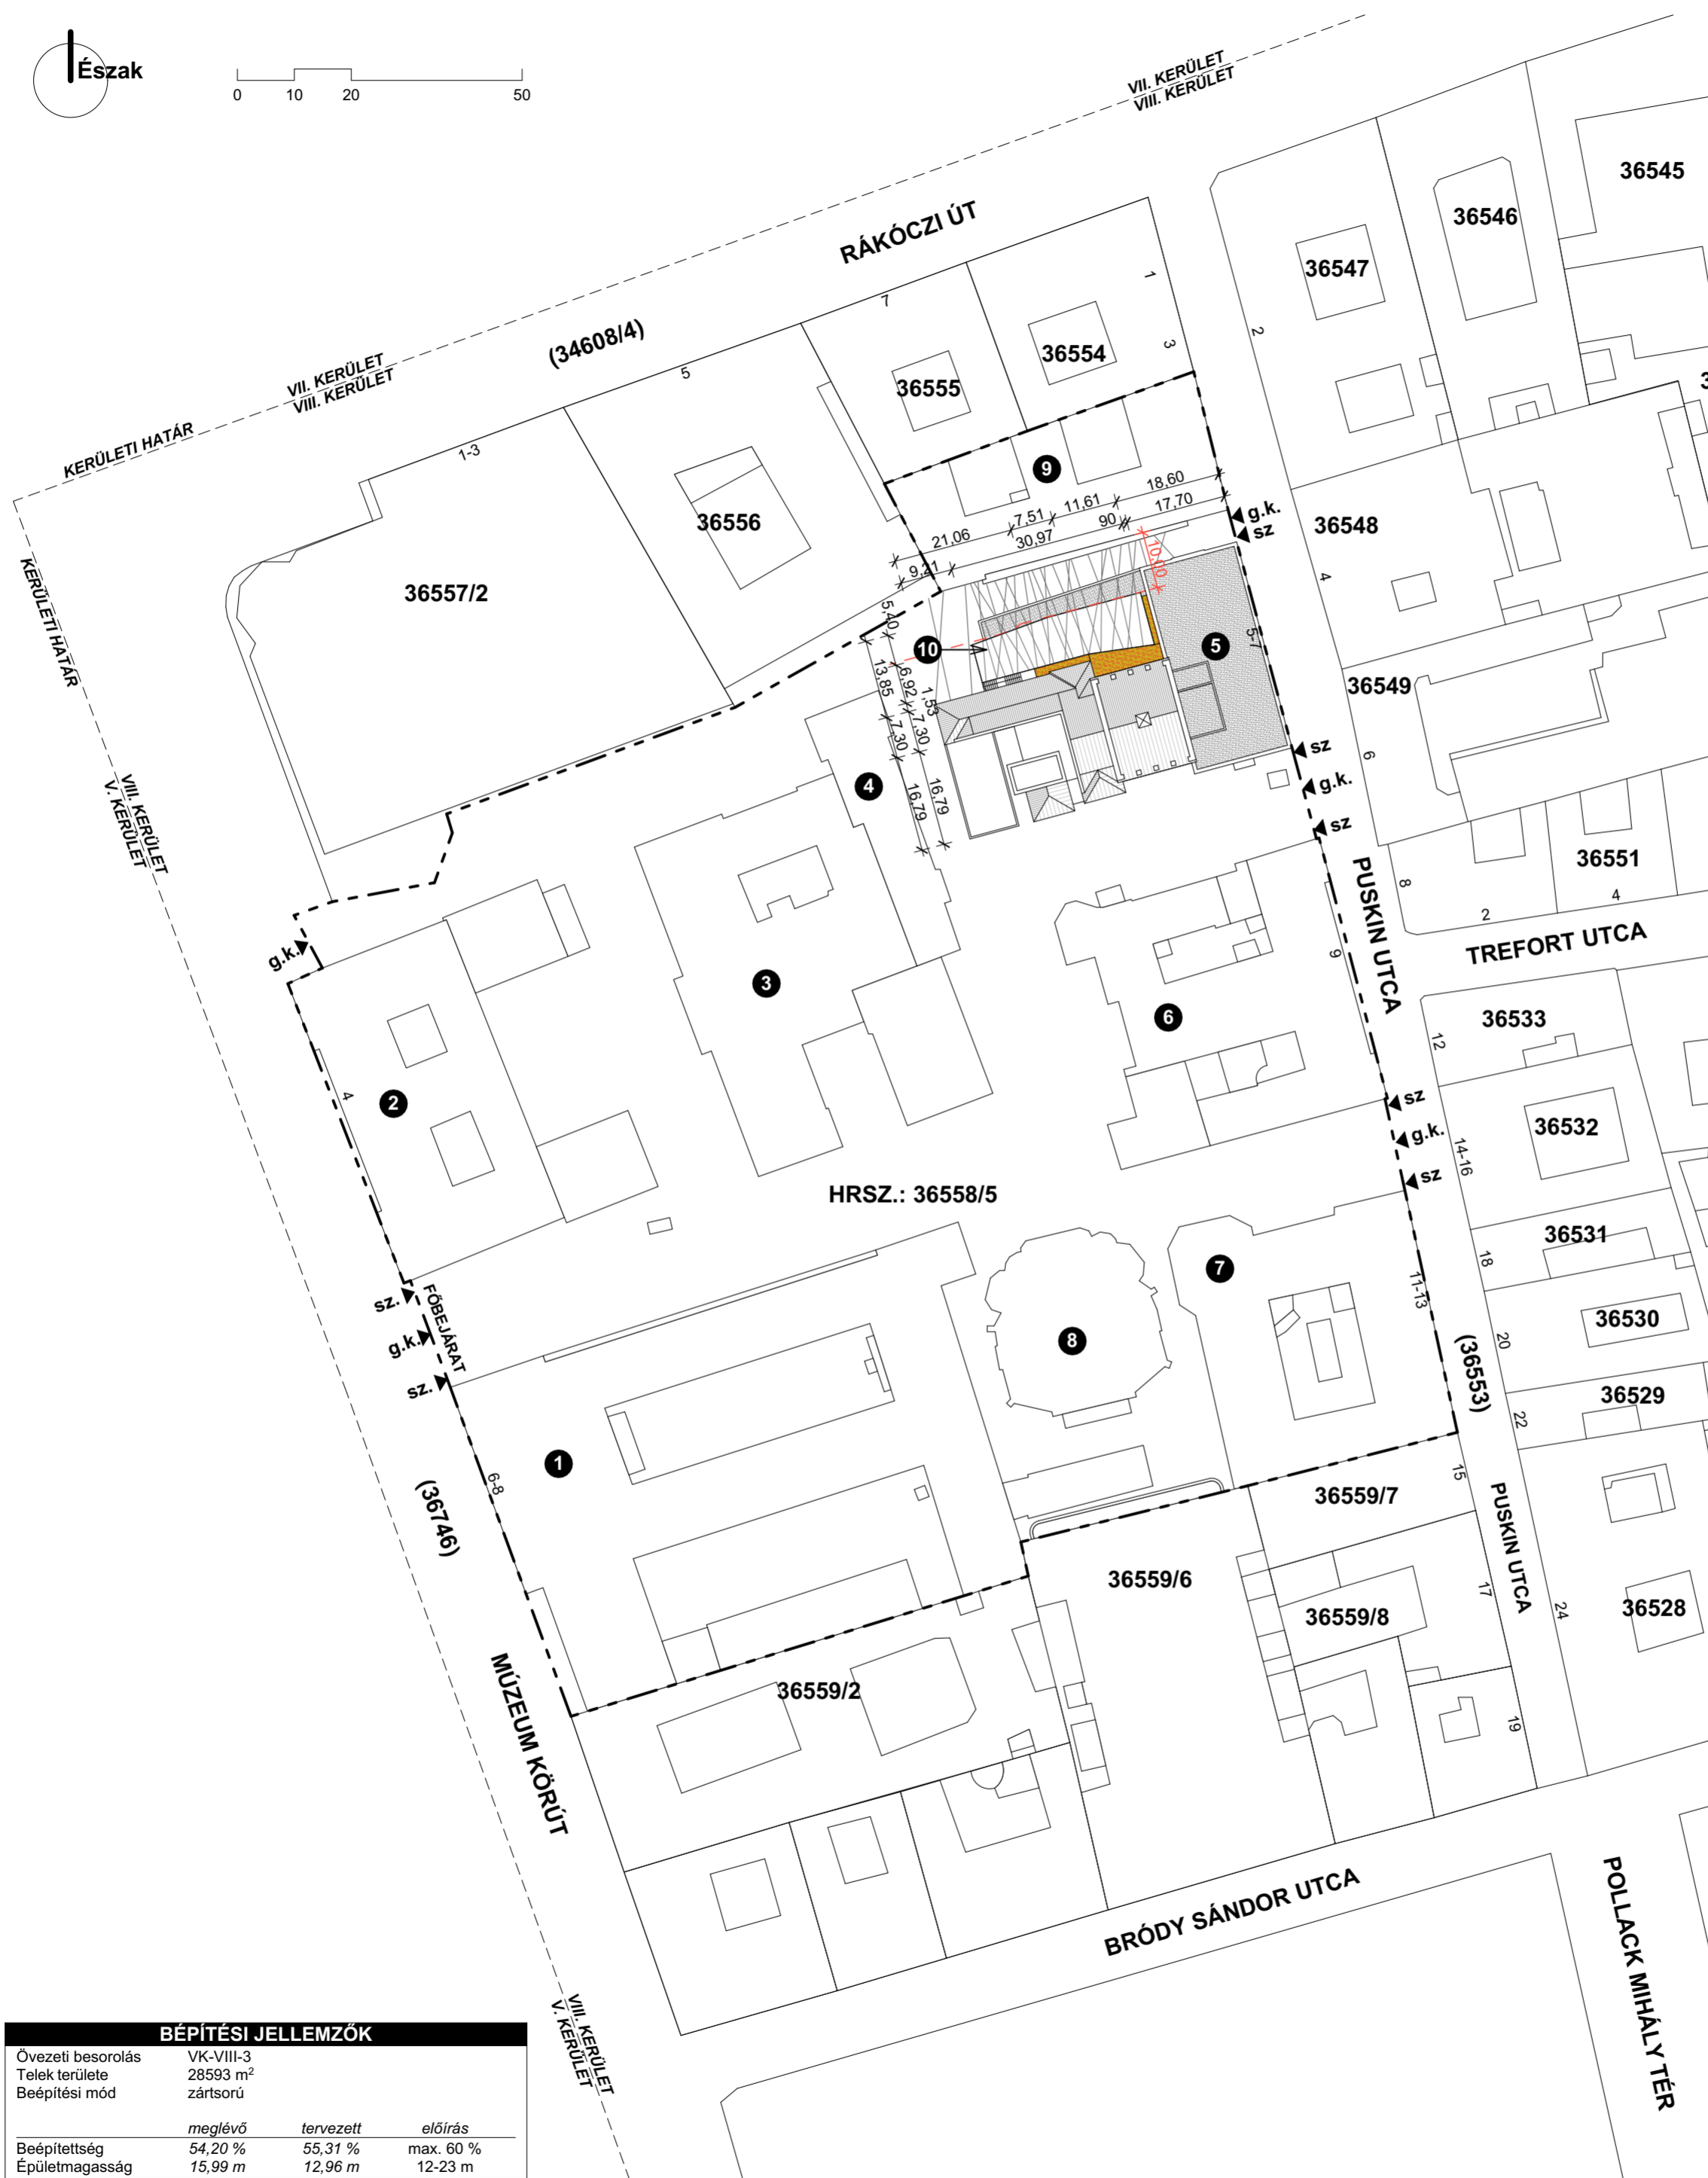 Észak
0 10 20 50
VII. KERÜLET
VIII. KERÜLET
RÁKÓCZI ÚT
36545
36546
36547
1
7
3
2
(34608/4)
36554
VII. KERÜLET
VIII. KERÜLET
5
36555
KERÜLETI HATÁR
1-3
9
18,60
11,61
17,70
7,51
90
g.k.
36556
21,06
30,97
sz
36548
10,00
KERÜLETI HATÁR
36557/2
9,21
4
5,40
10
5
5-7
13,85
6,92
1,53
36549
7,30
7,30
sz
6
VIII. KERÜLET
V. KERÜLET
4
16,79
16,79
g.k.
sz
36551
PUSKIN UTCA
8
4
2
TREFORT UTCA
g.k.
9
3
6
36533
12
2
4
sz
36532
g.k.
14-16
sz
HRSZ.: 36558/5
36531
7
18
11-13
sz.
FŐBEJÁRAT
g.k.
8
36530
20
(36553)
sz.
36529
22
1
6-8
15
36559/7
(36746)
PUSKIN UTCA
36559/6
17
24
36559/8
36528
36559/2
19
MÚZEUM KÖRÚT
BRÓDY SÁNDOR UTCA
POLLACK MIHÁLY TÉR
VIII. KERÜLET
V. KERÜLET
BÉPÍTÉSI JELLEMZŐK
Övezeti besorolás VK-VIII-3
Telek területe 28593 m²
Beépítési mód zártsorú
meglévő tervezett előírás
Beépítettség 54,20 % 55,31 % max. 60 %
Épületmagasság 15,99 m 12,96 m 12-23 m